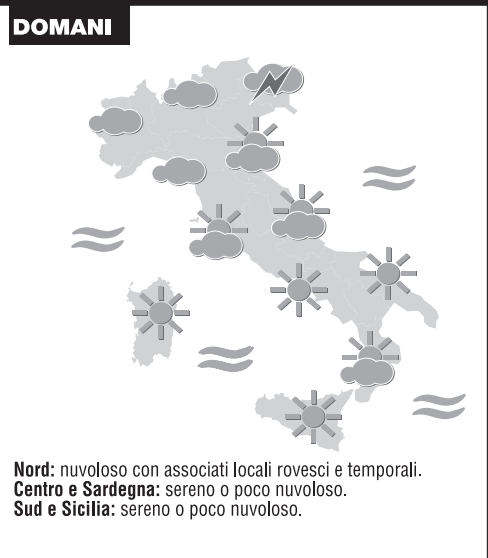 DOMANI
Nord: nuvoloso con associati locali rovesci e temporali.
Centro e Sardegna: sereno o poco nuvoloso.
Sud e Sicilia: sereno o poco nuvoloso.